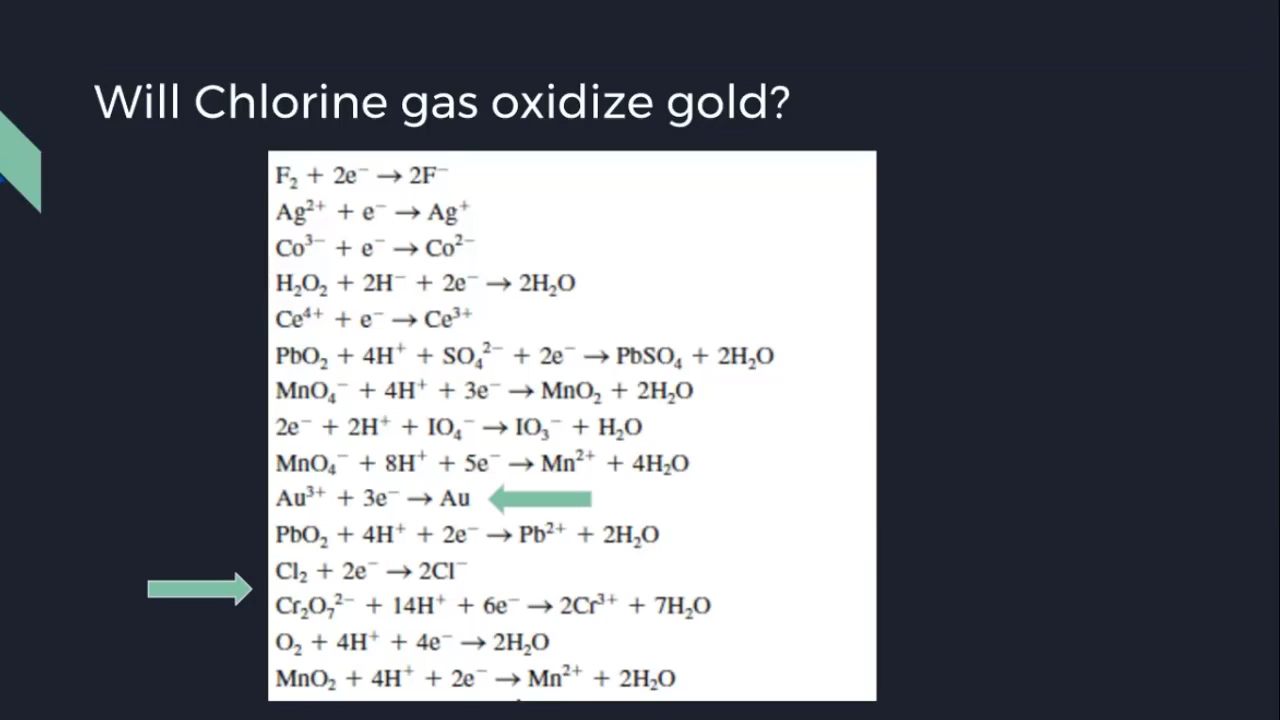 Will Chlorine gas oxidize gold?
F₂ + 2e⁻ → 2F⁻
Ag²⁺ + e⁻ → Ag⁺
Co³⁻ + e⁻ → Co²⁻
H₂O₂ + 2H⁻ + 2e⁻ → 2H₂O
Ce⁴⁺ + e⁻ → Ce³⁺
PbO₂ + 4H⁺ + SO₄²⁻ + 2e⁻ → PbSO₄ + 2H₂O
MnO₄⁻ + 4H⁺ + 3e⁻ → MnO₂ + 2H₂O
2e⁻ + 2H⁺ + IO₄⁻ → IO₃⁻ + H₂O
MnO₄⁻ + 8H⁺ + 5e⁻ → Mn²⁺ + 4H₂O
Au³⁺ + 3e⁻ → Au
PbO₂ + 4H⁺ + 2e⁻ → Pb²⁺ + 2H₂O
Cl₂ + 2e⁻ → 2Cl⁻
Cr₂O₇²⁻ + 14H⁺ + 6e⁻ → 2Cr³⁺ + 7H₂O
O₂ + 4H⁺ + 4e⁻ → 2H₂O
MnO₂ + 4H⁺ + 2e⁻ → Mn²⁺ + 2H₂O